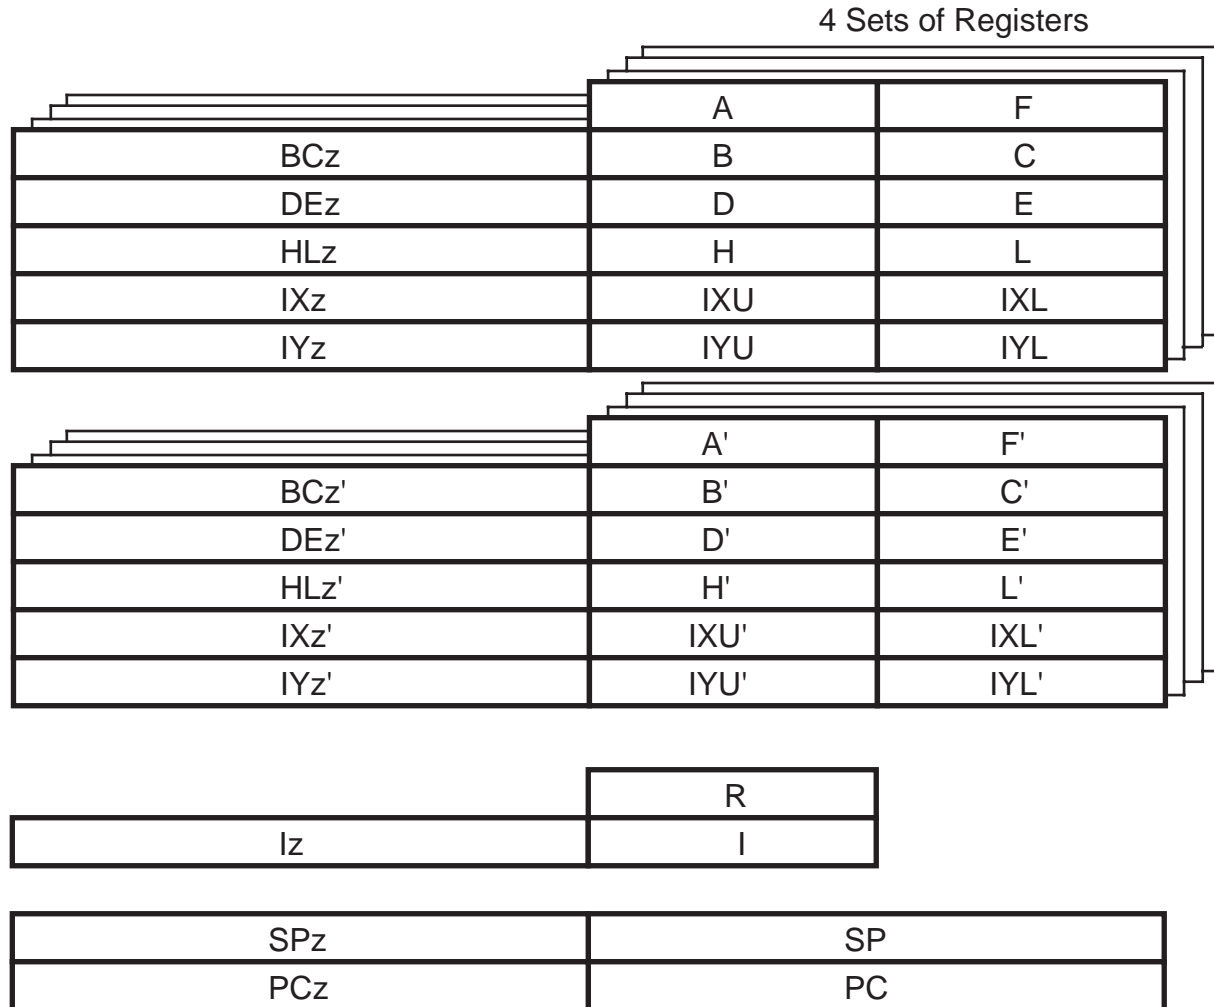 4 Sets of Registers
A F
BCz B C
DEz D E
HLz H L
IXz IXU IXL
IYz IYU IYL
A' F'
BCz' B' C'
DEz' D' E'
HLz' H' L'
IXz' IXU' IXL'
IYz' IYU' IYL'
R
Iz I
SPz SP
PCz PC